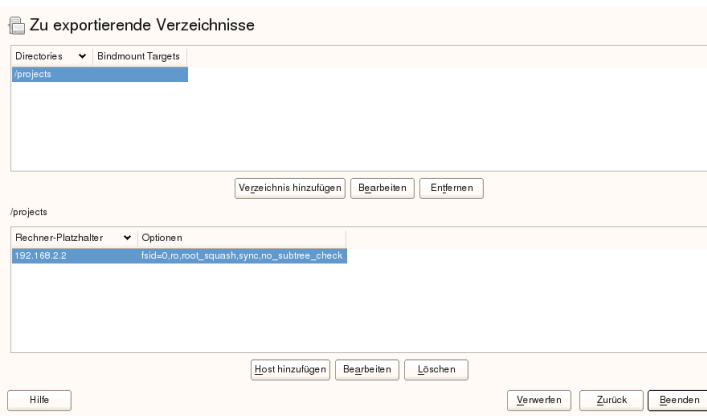 Zu exportierende Verzeichnisse
Directories Bindmount Targets
/projects
Verzeichnis hinzufügen Bearbeiten Entfernen
/projects
Rechner-Platzhalter Optionen
192.168.2.2 fsid=0,ro,root_squash,sync,no_subtree_check
Host hinzufügen Bearbeiten Löschen
Hilfe Verwerfen Zurück Beenden